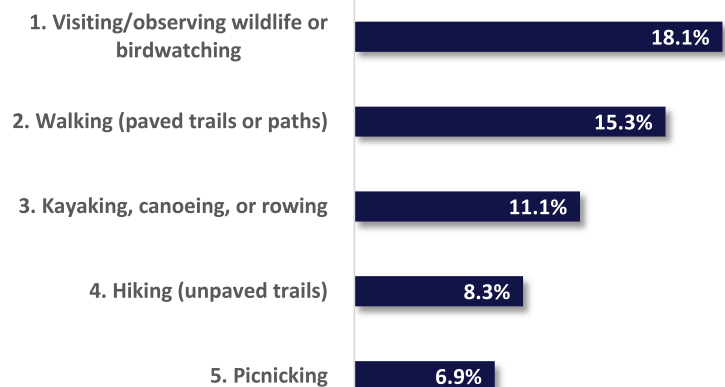 1. Visiting/observing wildlife or
birdwatching
18.1%
2. Walking (paved trails or paths)
15.3%
3. Kayaking, canoeing, or rowing
11.1%
4. Hiking (unpaved trails)
8.3%
5. Picnicking
6.9%